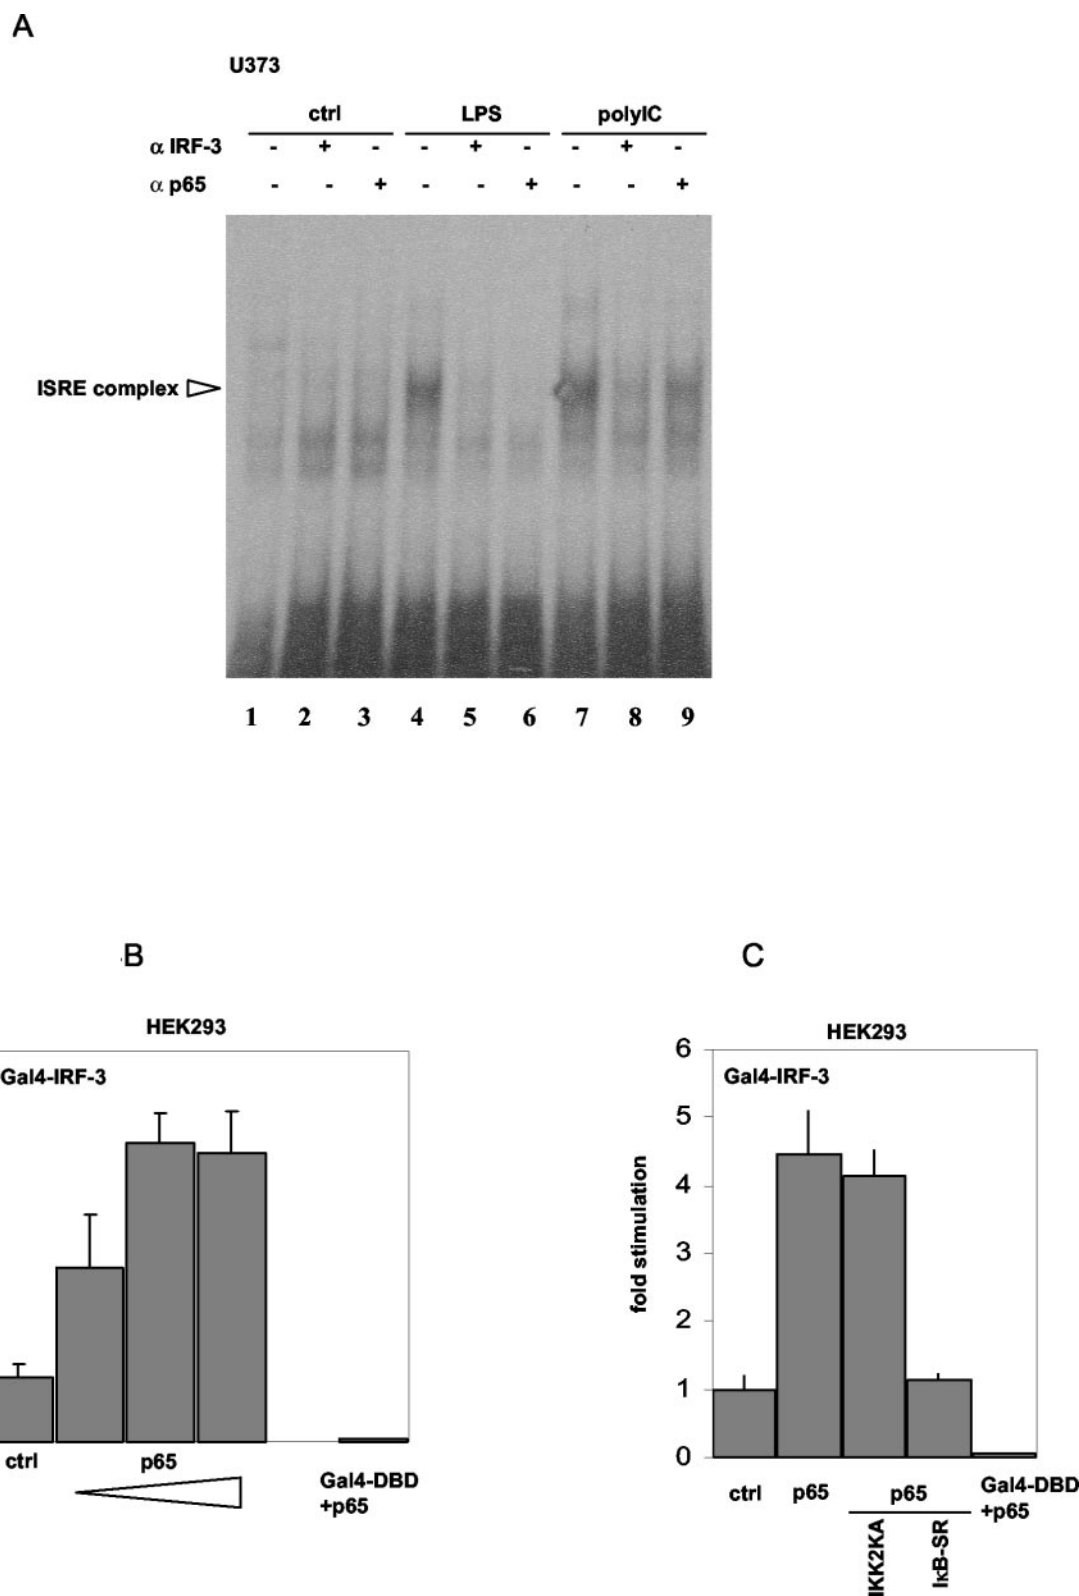 A
U373
ctrl LPS polyIC
α IRF-3 - + - - + - - + -
α p65 - - + - - + - - +
ISRE complex
1 2 3 4 5 6 7 8 9
B
HEK293
Gal4-IRF-3
ctrl p65
Gal4-DBD
+p65
C
HEK293
Gal4-IRF-3
fold stimulation
6
5
4
3
2
1
0
ctrl p65 p65 Gal4-DBD
+p65
IKK2KA
IκB-SR